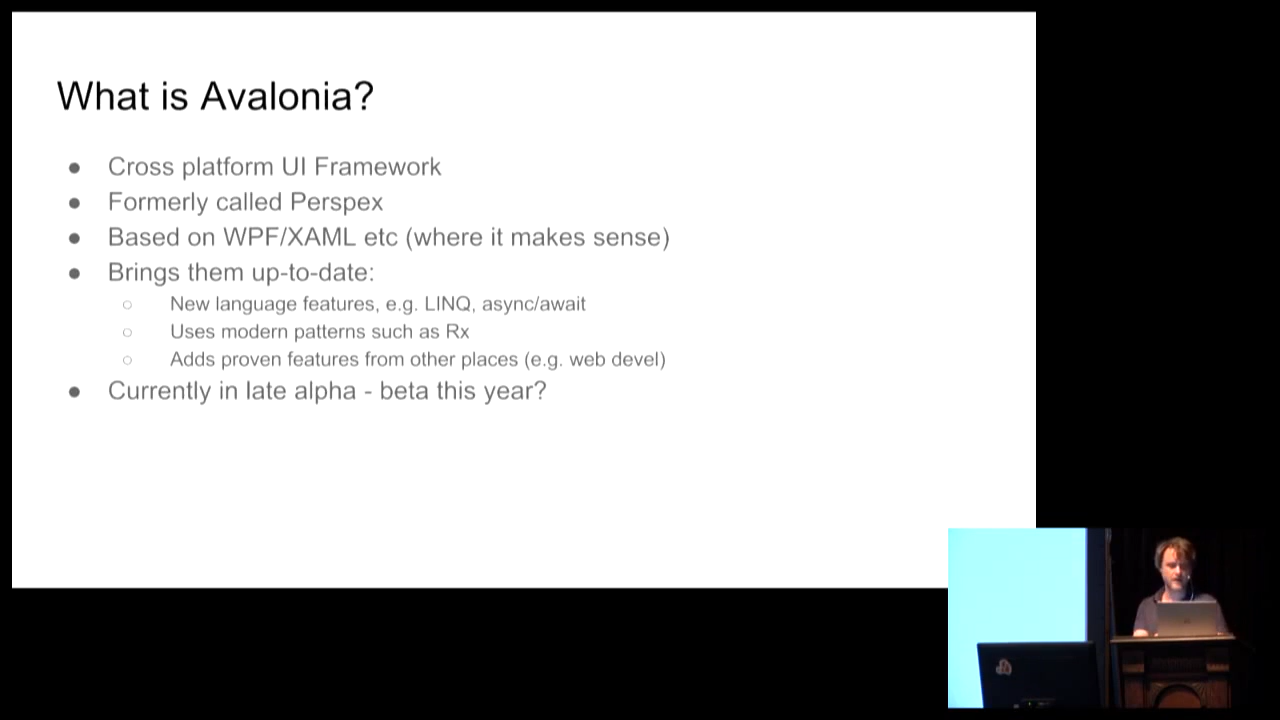 What is Avalonia?
● Cross platform UI Framework
● Formerly called Perspex
● Based on WPF/XAML etc (where it makes sense)
● Brings them up-to-date:
○ New language features, e.g. LINQ, async/await
○ Uses modern patterns such as Rx
○ Adds proven features from other places (e.g. web devel)
● Currently in late alpha - beta this year?